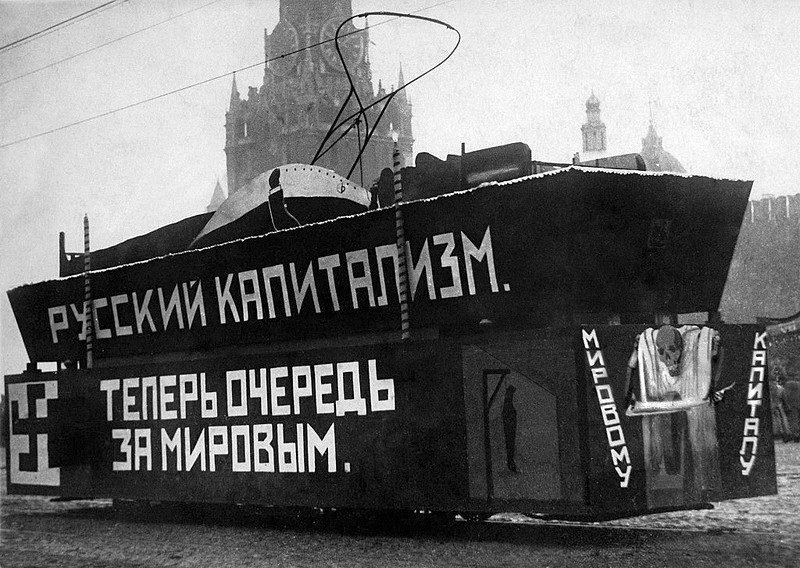 РУССКИЙ КАПИТАЛИЗМ.
ТЕПЕРЬ ОЧЕРЕДЬ
ЗА МИРОВЫМ.
МИРОВОМУ
КАПИТАЛУ